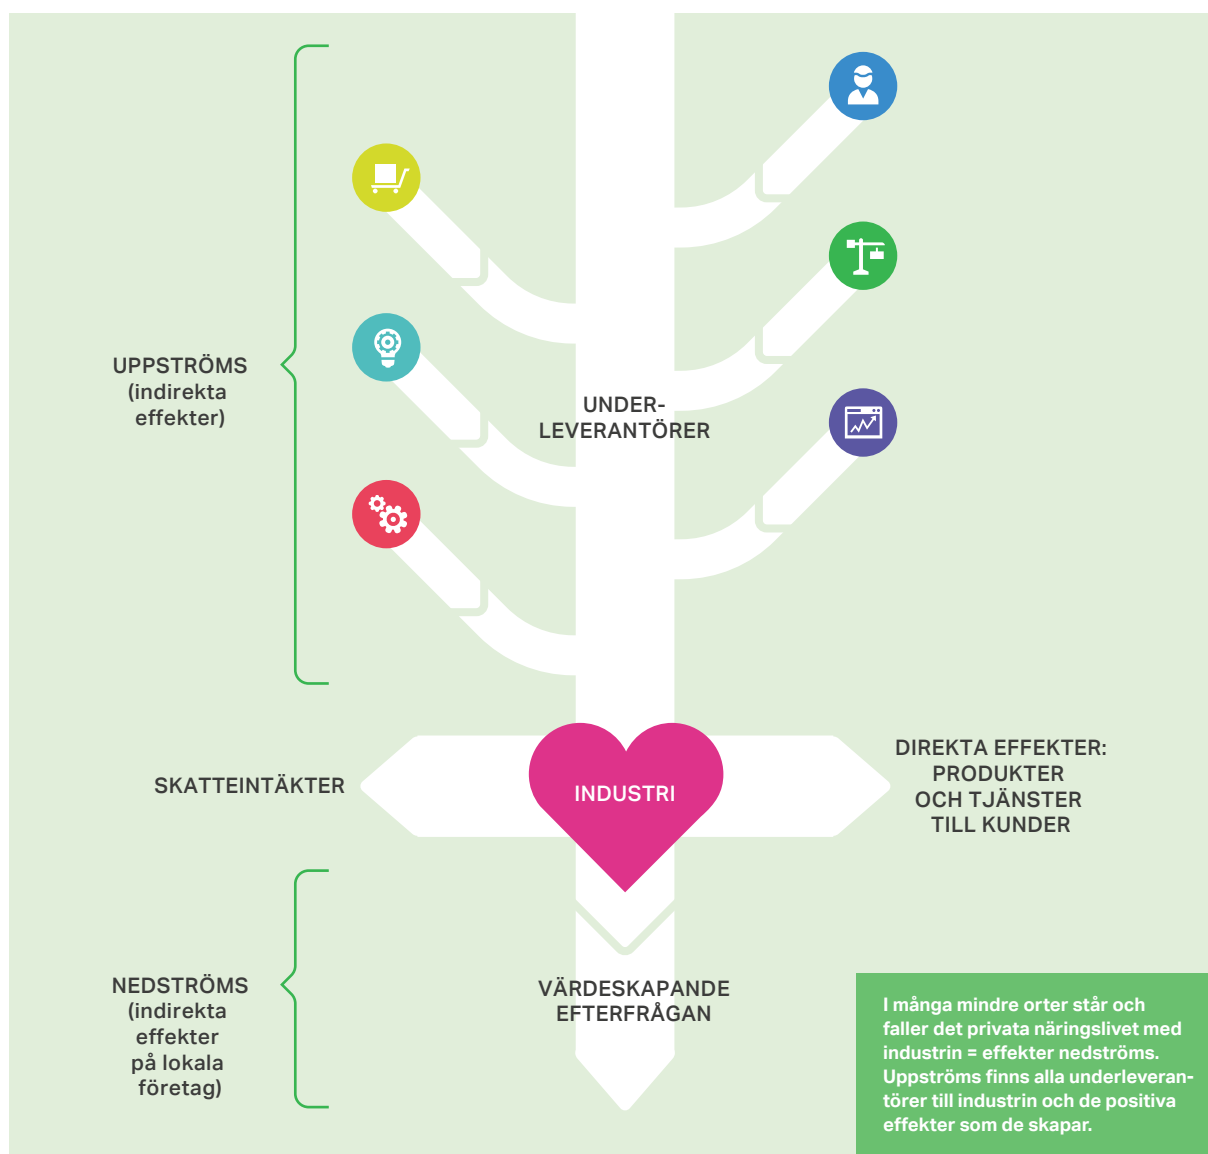 UPPSTRÖMS
(indirekta
effekter)
UNDER-
LEVERANTÖRER
SKATTEINTÄKTER
INDUSTRI
DIREKTA EFFEKTER:
PRODUKTER
OCH TJÄNSTER
TILL KUNDER
NEDSTRÖMS
(indirekta
effekter
på lokala
företag)
VÄRDESKAPANDE
EFTERFRÅGAN
I många mindre orter står och
faller det privata näringslivet med
industrin = effekter nedströms.
Uppströms finns alla underleveran-
törer till industrin och de positiva
effekter som de skapar.